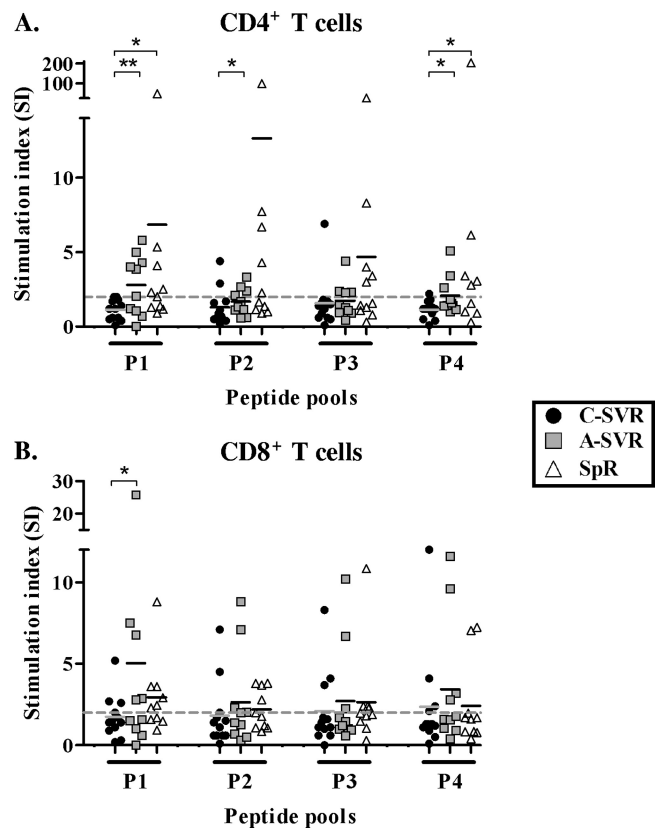 A. CD4+ T cells
* * *
** * *
200
100
10
5
0
Stimulation index (SI)
P1 P2 P3 P4
Peptide pools
C-SVR
A-SVR
SpR
B. CD8+ T cells
*
30
20
10
5
0
Stimulation index (SI)
P1 P2 P3 P4
Peptide pools